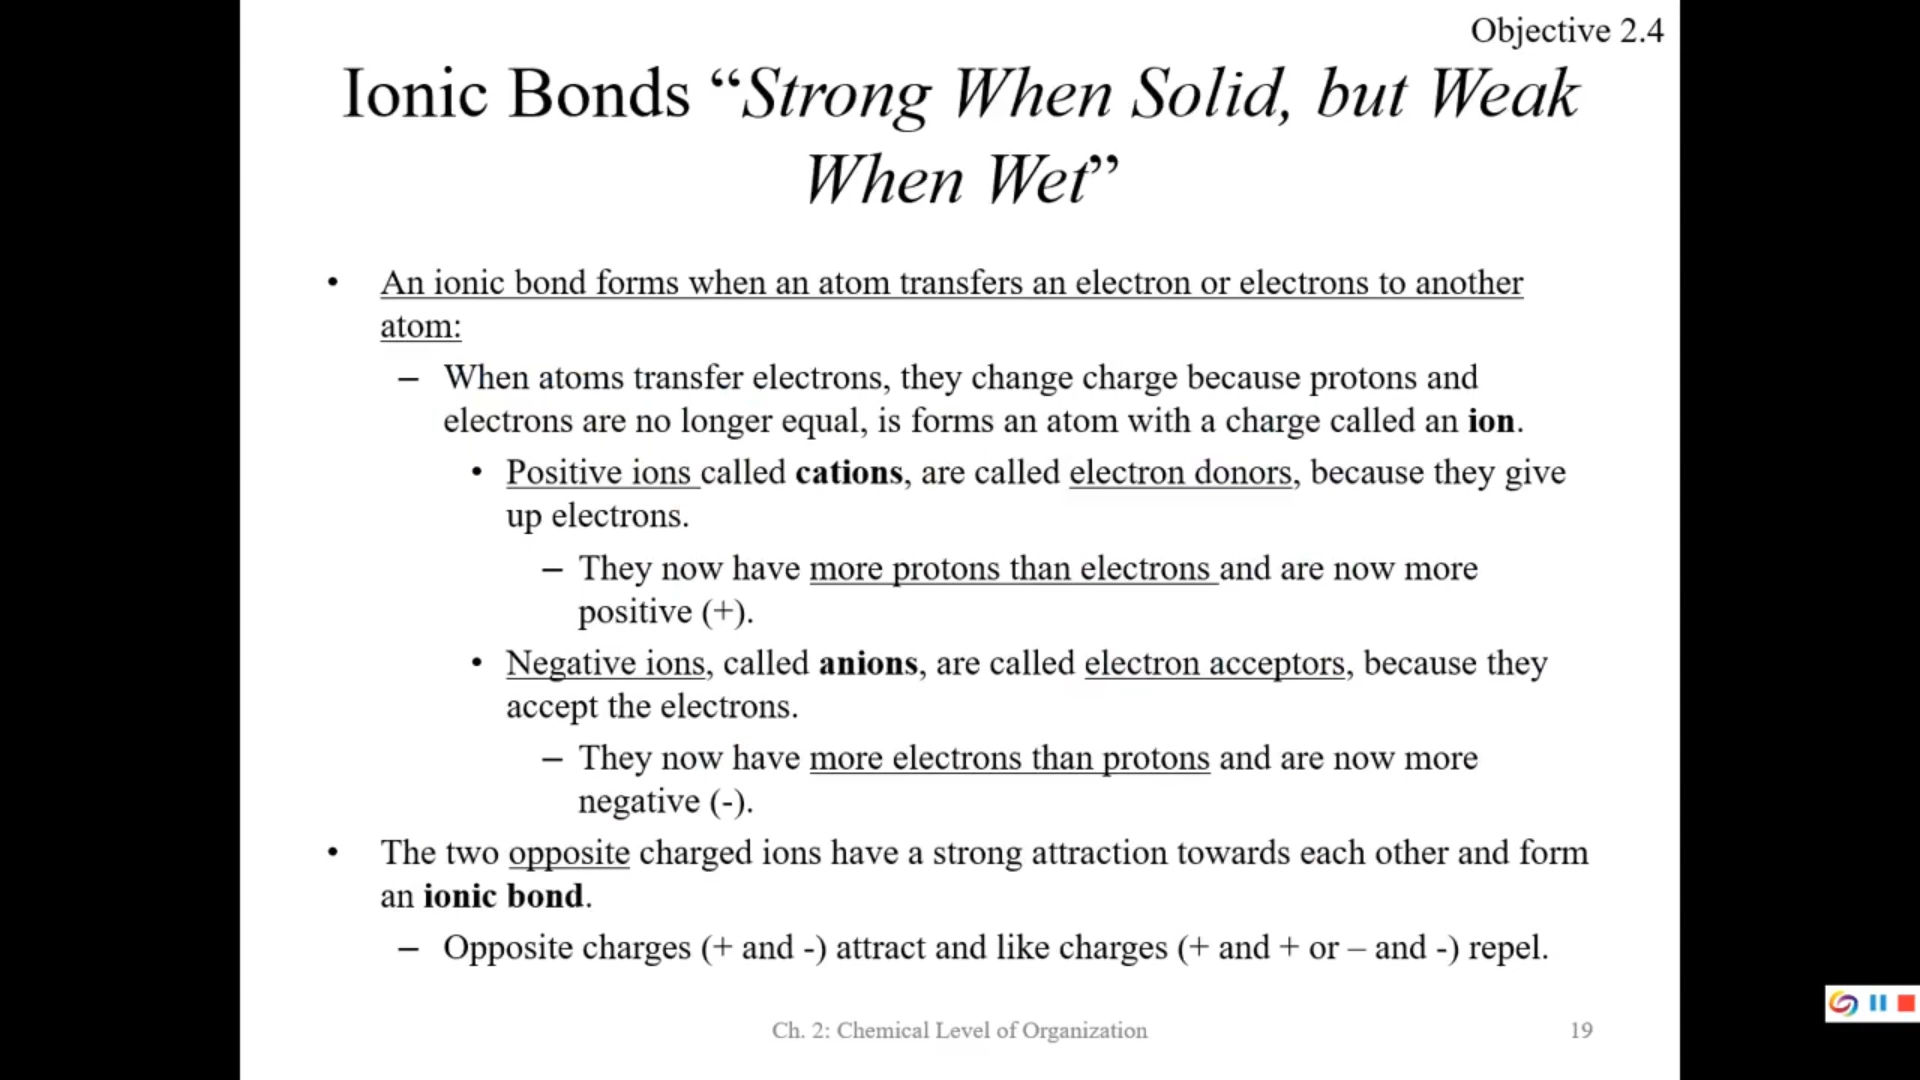 Objective 2.4
Ionic Bonds “Strong When Solid, but Weak
When Wet”
• An ionic bond forms when an atom transfers an electron or electrons to another
atom:
– When atoms transfer electrons, they change charge because protons and
electrons are no longer equal, is forms an atom with a charge called an ion.
• Positive ions called cations, are called electron donors, because they give
up electrons.
– They now have more protons than electrons and are now more
positive (+).
• Negative ions, called anions, are called electron acceptors, because they
accept the electrons.
– They now have more electrons than protons and are now more
negative (-).
• The two opposite charged ions have a strong attraction towards each other and form
an ionic bond.
– Opposite charges (+ and -) attract and like charges (+ and + or – and -) repel.
Ch. 2: Chemical Level of Organization 19